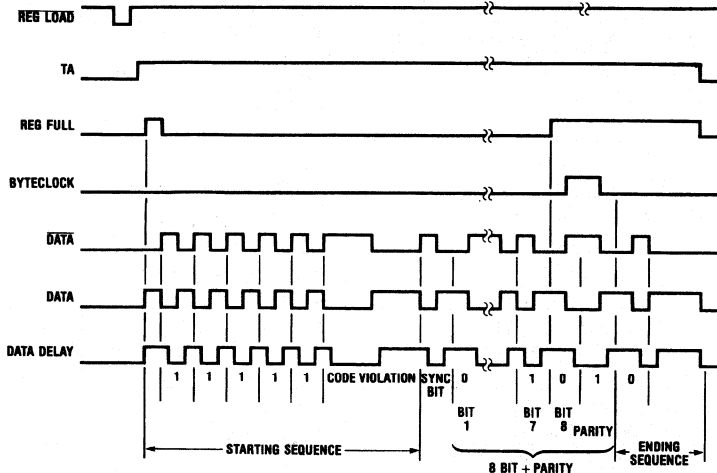 REG LOAD
TA
REG FULL
BYTECLOCK
DATA
DATA
DATA DELAY
1 1 1 1 1 CODE VIOLATION SYNC BIT 0 1 0 1 0
BIT 1
BIT 7
BIT 8
PARITY
STARTING SEQUENCE
8 BIT + PARITY
ENDING SEQUENCE